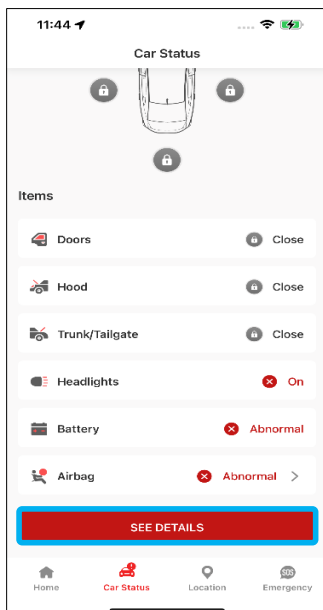 11:44
Car Status
Items
Doors Close
Hood Close
Trunk/Tailgate Close
Headlights On
Battery Abnormal
Airbag Abnormal >
SEE DETAILS
Home Car Status Location SOS Emergency